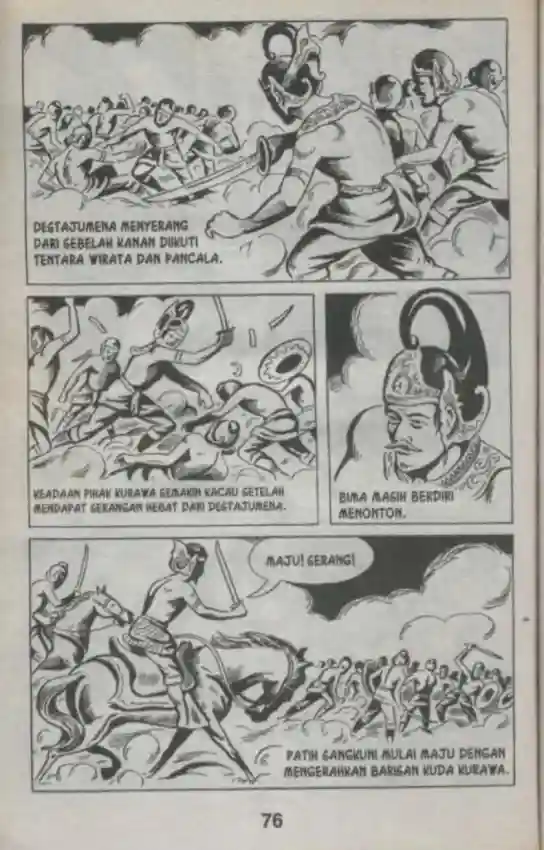 DESTAJUMENA MENYERANG
DARI SEBELAH KANAN DIIKUTI
TENTARA WIRATA DAN PANCALA.
KEADAAN PIHAK KURAWA SEMAKIN KACAU SETELAH
MENDAPAT SERANGAN HEBAT DARI DESTAJUMENA.
BIMA MASIH BERDIRI
MENONTON.
MAJU! SERANG!
PATIH SANGKUNI MULAI MAJU DENGAN
MENGERAHKAN BARISAN KUDA KURAWA.
76